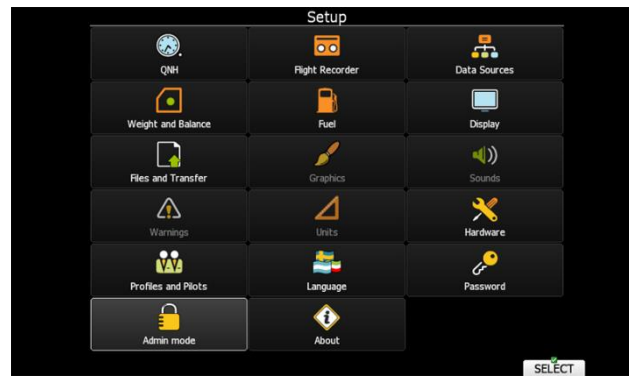 Setup
QNH
Flight Recorder
Data Sources
Weight and Balance
Fuel
Display
Files and Transfer
Graphics
Sounds
Warnings
Units
Hardware
Profiles and Pilots
Language
Password
Admin mode
About
SELECT